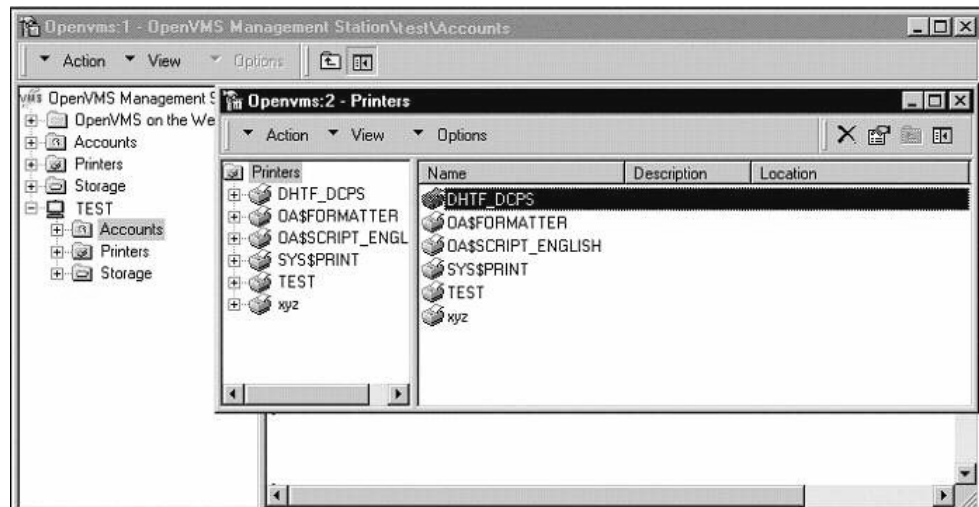 Openvms:1 - OpenVMS Management Station\test\Accounts
Action View Options
OpenVMS Management S
OpenVMS on the We
Accounts
Printers
Storage
TEST
Accounts
Printers
Storage
Openvms:2 - Printers
Action View Options
Printers
DHTF_DCPS
OA$FORMATTER
OA$SCRIPT_ENGL
SYS$PRINT
TEST
xyz
Name Description Location
DHTF_DCPS
OA$FORMATTER
OA$SCRIPT_ENGLISH
SYS$PRINT
TEST
xyz